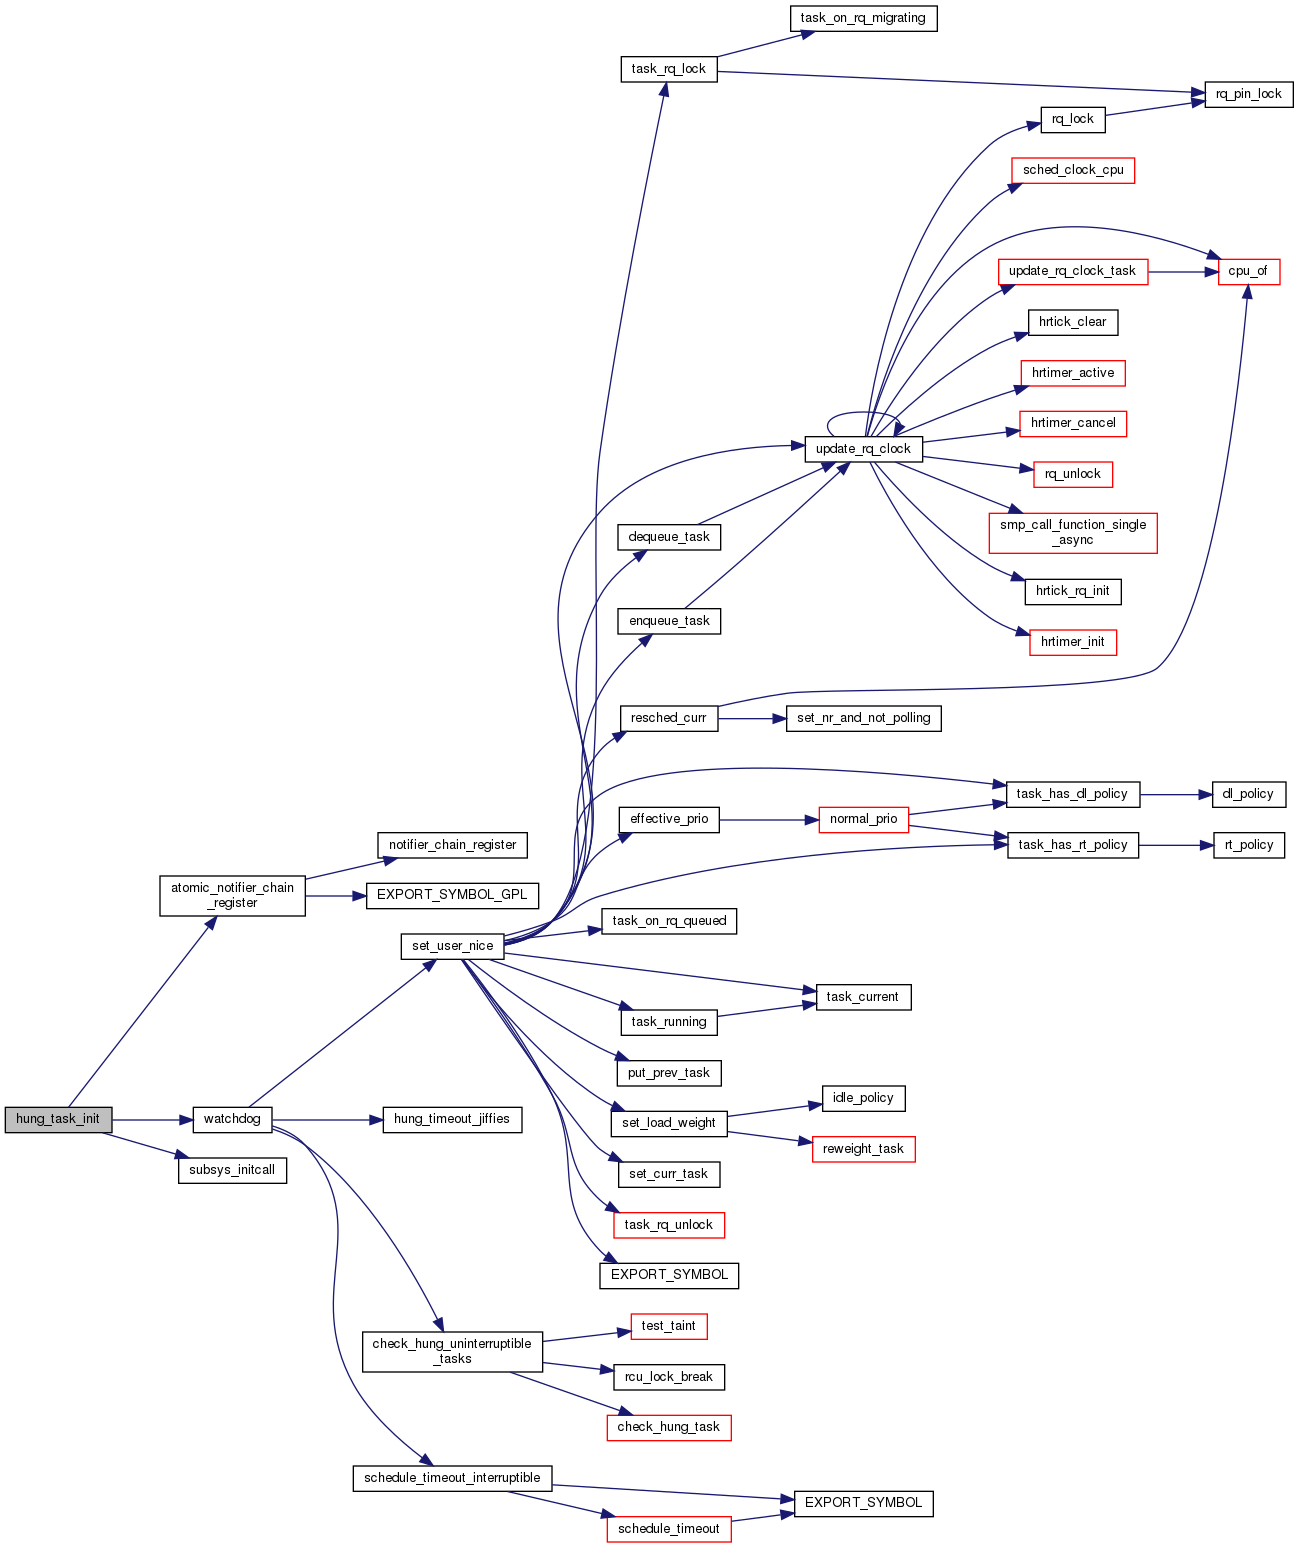 task_on_rq_migrating
task_rq_lock
rq_pin_lock
rq_lock
sched_clock_cpu
update_rq_clock_task
cpu_of
hrtick_clear
hrtimer_active
hrtimer_cancel
update_rq_clock
rq_unlock
smp_call_function_single
_async
dequeue_task
hrtick_rq_init
enqueue_task
hrtimer_init
resched_curr
set_nr_and_not_polling
task_has_dl_policy
dl_policy
effective_prio
normal_prio
task_has_rt_policy
rt_policy
notifier_chain_register
atomic_notifier_chain
_register
EXPORT_SYMBOL_GPL
task_on_rq_queued
set_user_nice
task_current
task_running
put_prev_task
idle_policy
hung_task_init
watchdog
hung_timeout_jiffies
set_load_weight
reweight_task
subsys_initcall
set_curr_task
task_rq_unlock
EXPORT_SYMBOL
test_taint
check_hung_uninterruptible
_tasks
rcu_lock_break
check_hung_task
schedule_timeout_interruptible
EXPORT_SYMBOL
schedule_timeout